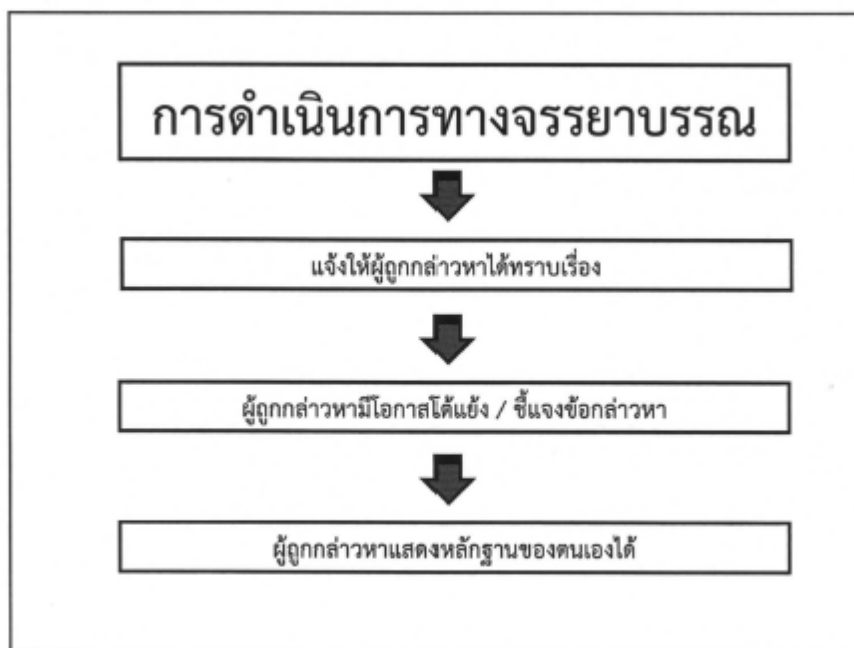 การดำเนินการทางจรรยาบรรณ
แจ้งให้ผู้ถูกกล่าวหาได้ทราบเรื่อง
ผู้ถูกกล่าวหามีโอกาสโต้แย้ง / ชี้แจงข้อกล่าวหา
ผู้ถูกกล่าวหาแสดงหลักฐานของตนเองได้